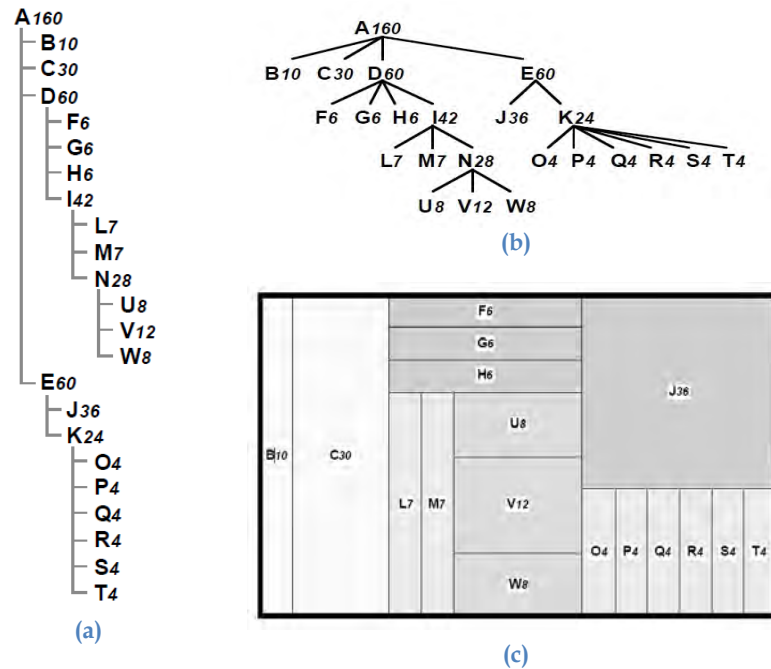 A160
B10
C30
D60
F6
G6
H6
I42
L7
M7
N28
U8
V12
W8
E60
J36
K24
O4
P4
Q4
R4
S4
T4
(a)
A160
B10 C30 D60 E60
F6 G6 H6 I42 J36 K24
L7 M7 N28 O4 P4 Q4 R4 S4 T4
U8 V12 W8
(b)
F6
G6
H6
J36
U8
B10 C30
L7 M7 V12
O4 P4 Q4 R4 S4 T4
W8
(c)